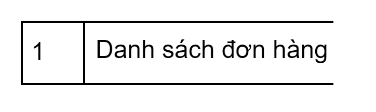 1 Danh sách đơn hàng